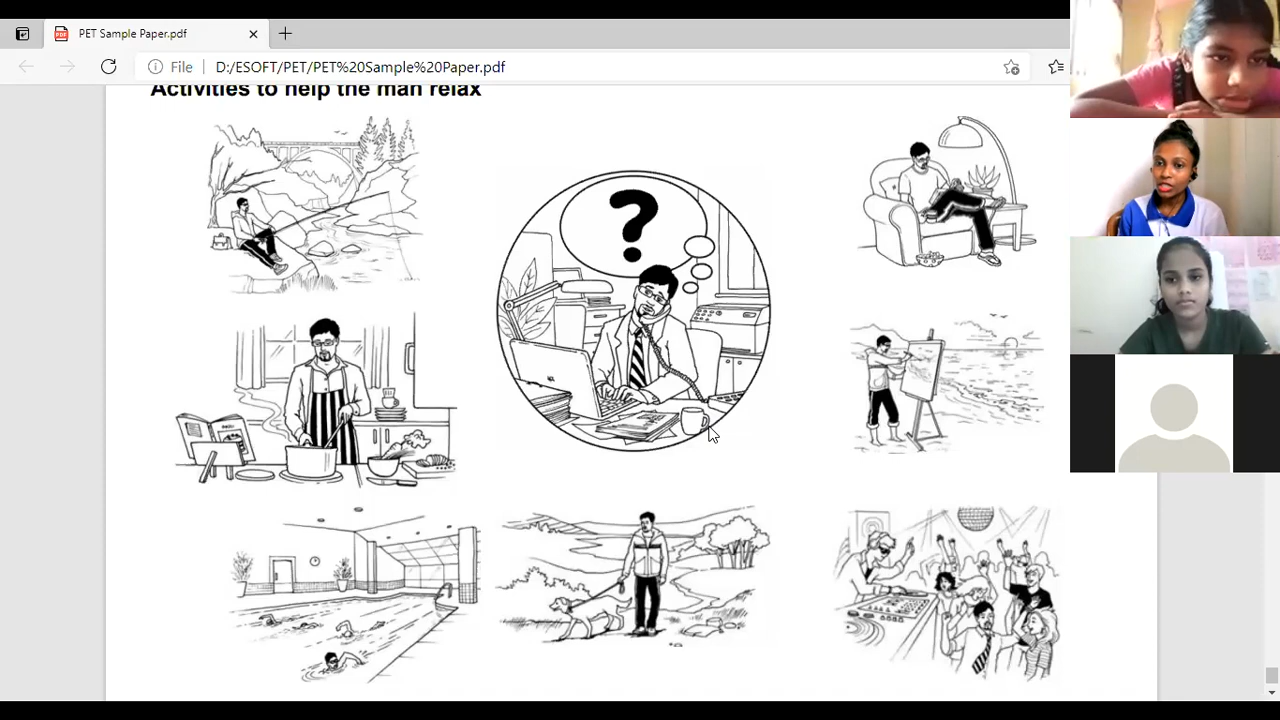 PET Sample Paper.pdf
File
D:/ESOFT/PET/PET%20Sample%20Paper.pdf
Activities to help the man relax
?